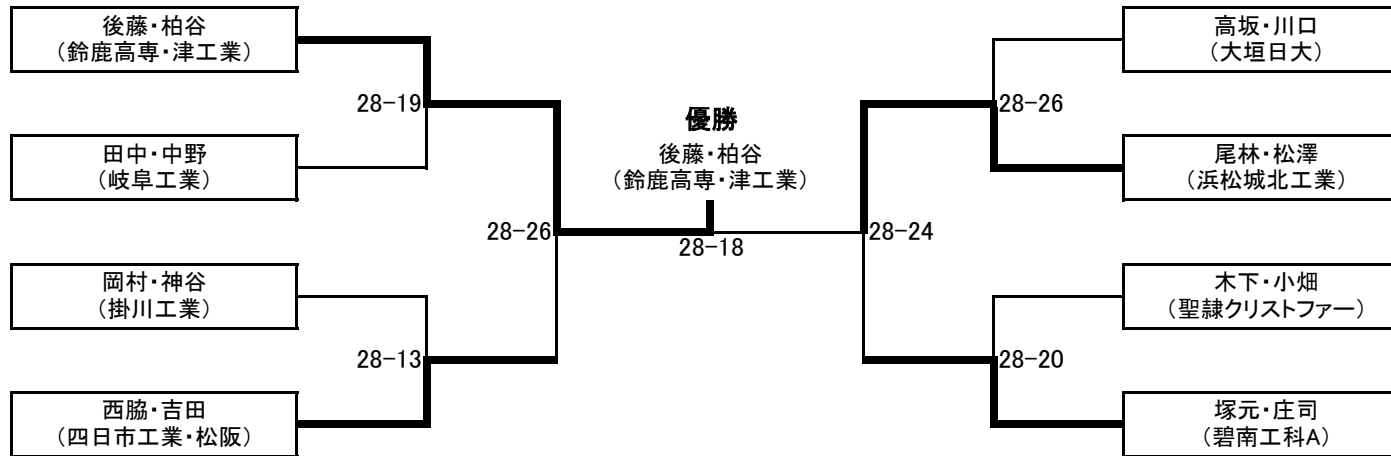 後藤・柏谷
（鈴鹿高専・津工業）
28-19
田中・中野
（岐阜工業）
28-26
岡村・神谷
（掛川工業）
28-13
西脇・吉田
（四日市工業・松阪）
優勝
後藤・柏谷
（鈴鹿高専・津工業）
28-18
高坂・川口
（大垣日大）
28-26
尾林・松澤
（浜松城北工業）
28-24
木下・小畑
（聖隷クリストファー）
28-20
塚元・庄司
（碧南工科A）